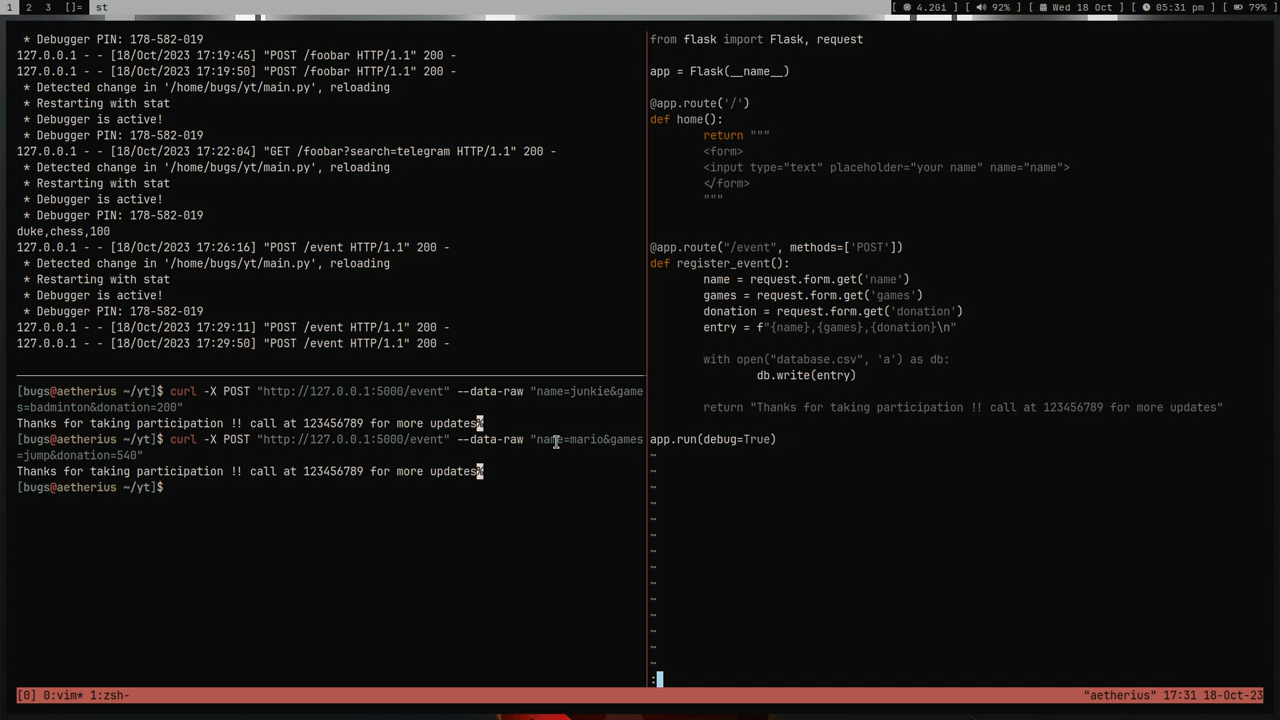 1 2 3 []= st [ 4.2Gi ] [ 92% ] [ Wed 18 Oct ] [ 05:31 pm ] [ 79% ]
* Debugger PIN: 178-582-019
127.0.0.1 - - [18/Oct/2023 17:19:45] "POST /foobar HTTP/1.1" 200 -
127.0.0.1 - - [18/Oct/2023 17:19:50] "POST /foobar HTTP/1.1" 200 -
* Detected change in '/home/bugs/yt/main.py', reloading
* Restarting with stat
* Debugger is active!
* Debugger PIN: 178-582-019
127.0.0.1 - - [18/Oct/2023 17:22:04] "GET /foobar?search=telegram HTTP/1.1" 200 -
* Detected change in '/home/bugs/yt/main.py', reloading
* Restarting with stat
* Debugger is active!
* Debugger PIN: 178-582-019
duke,chess,100
127.0.0.1 - - [18/Oct/2023 17:26:16] "POST /event HTTP/1.1" 200 -
* Detected change in '/home/bugs/yt/main.py', reloading
* Restarting with stat
* Debugger is active!
* Debugger PIN: 178-582-019
127.0.0.1 - - [18/Oct/2023 17:29:11] "POST /event HTTP/1.1" 200 -
127.0.0.1 - - [18/Oct/2023 17:29:50] "POST /event HTTP/1.1" 200 -
[bugs@aetherius ~/yt]$ curl -X POST "http://127.0.0.1:5000/event" --data-raw "name=junkie&game
s=badminton&donation=200"
Thanks for taking participation !! call at 123456789 for more updates%
[bugs@aetherius ~/yt]$ curl -X POST "http://127.0.0.1:5000/event" --data-raw "name=mario&games
=jump&donation=540"
Thanks for taking participation !! call at 123456789 for more updates%
[bugs@aetherius ~/yt]$
from flask import Flask, request
app = Flask(__name__)
@app.route('/')
def home():
return """
<form>
<input type="text" placeholder="your name" name="name">
</form>
"""
@app.route("/event", methods=['POST'])
def register_event():
name = request.form.get('name')
games = request.form.get('games')
donation = request.form.get('donation')
entry = f"{name},{games},{donation}\n"
with open("database.csv", 'a') as db:
db.write(entry)
return "Thanks for taking participation !! call at 123456789 for more updates"
app.run(debug=True)
~
~
~
~
~
~
~
~
~
~
~
~
~
~
:
[0] 0:vim* 1:zsh- "aetherius" 17:31 18-Oct-23